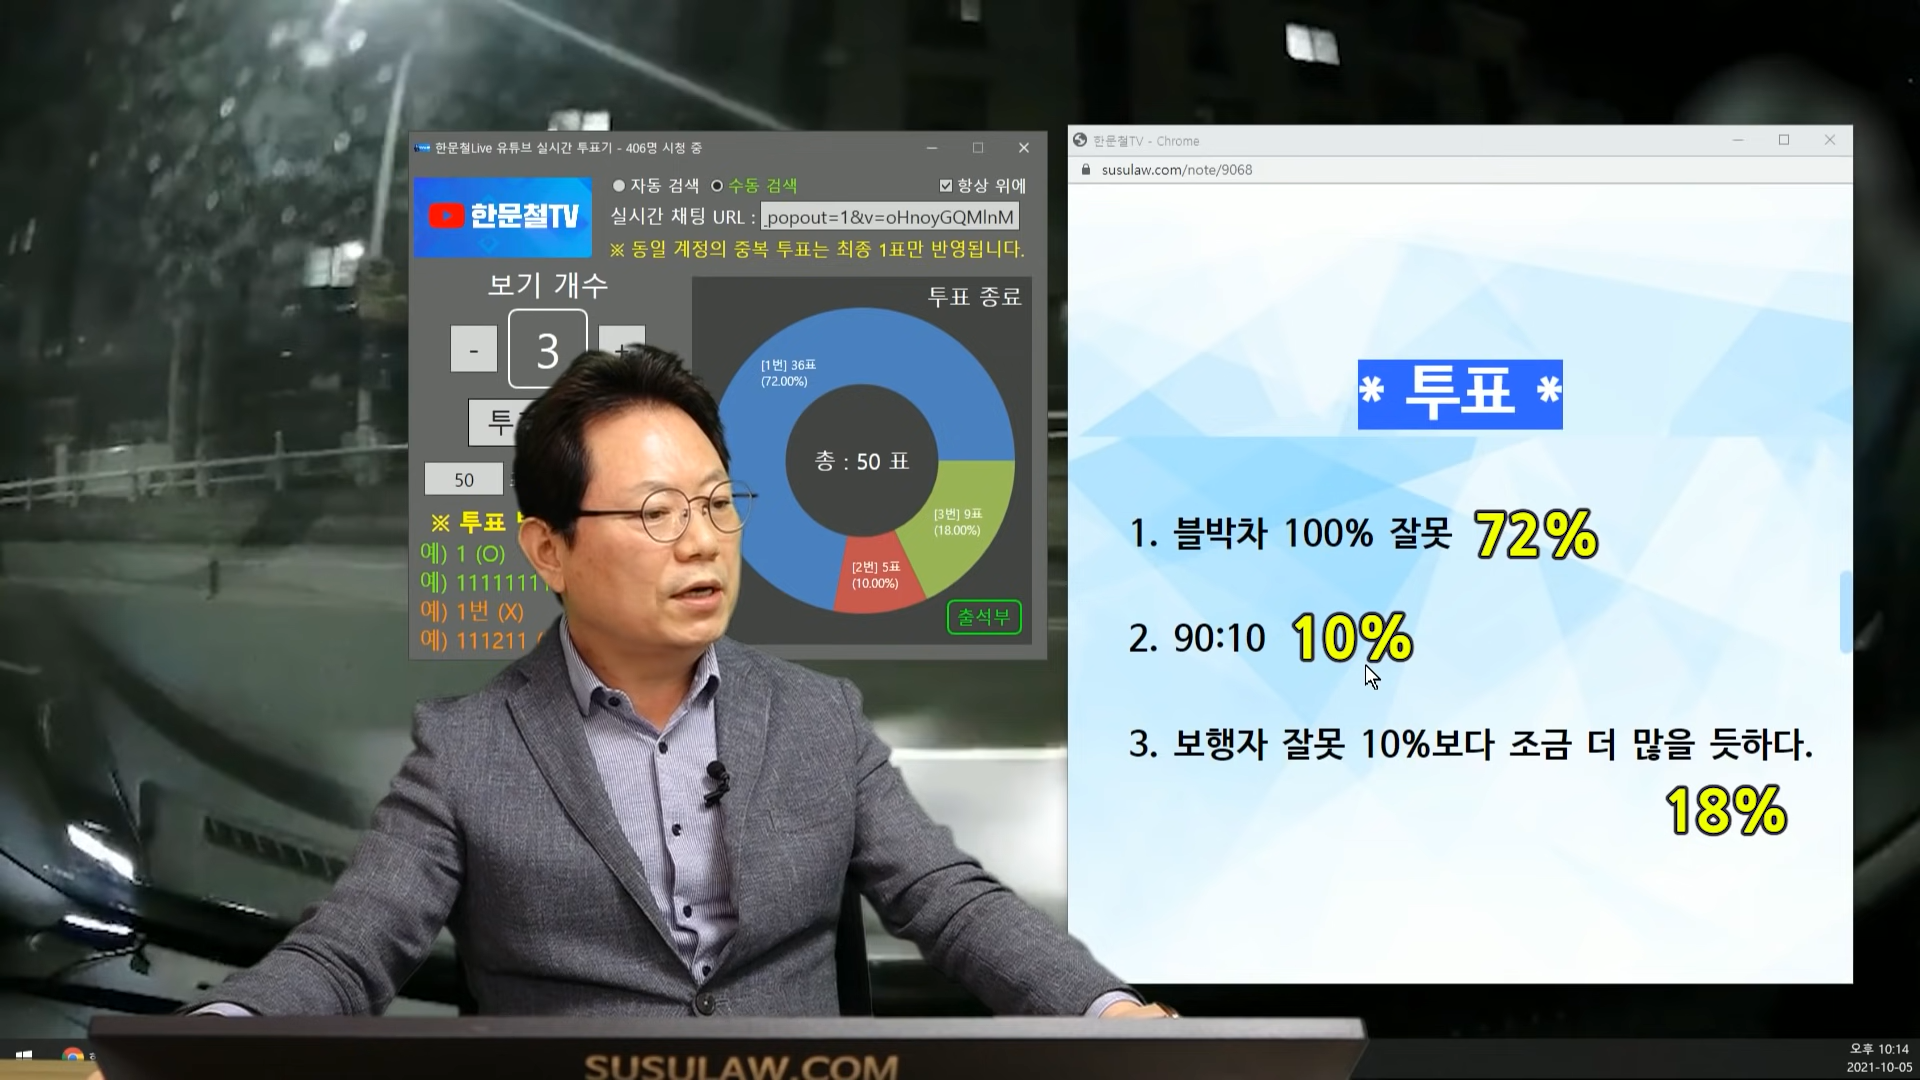 한문철Live 유튜브 실시간 투표기 - 406명 시청 중
한문철TV
자동 검색 수동 검색 항상 위에
실시간 채팅 URL : _popout=1&v=oHnoyGQMlnM
※ 동일 계정의 중복 투표는 최종 1표만 반영됩니다.
보기 개수
- 3 +
50
※ 투표
예) 1 (O)
예) 1111111
예) 1번 (X)
예) 111211
투표 종료
[1번] 36표
(72.00%)
총 : 50 표
[3번] 9표
(18.00%)
[2번] 5표
(10.00%)
출석부
한문철TV - Chrome
susulaw.com/note/9068
* 투표 *
1. 블박차 100% 잘못 72%
2. 90:10 10%
3. 보행자 잘못 10%보다 조금 더 많을 듯하다.
18%
SUSULAW.COM
오후 10:14
2021-10-05